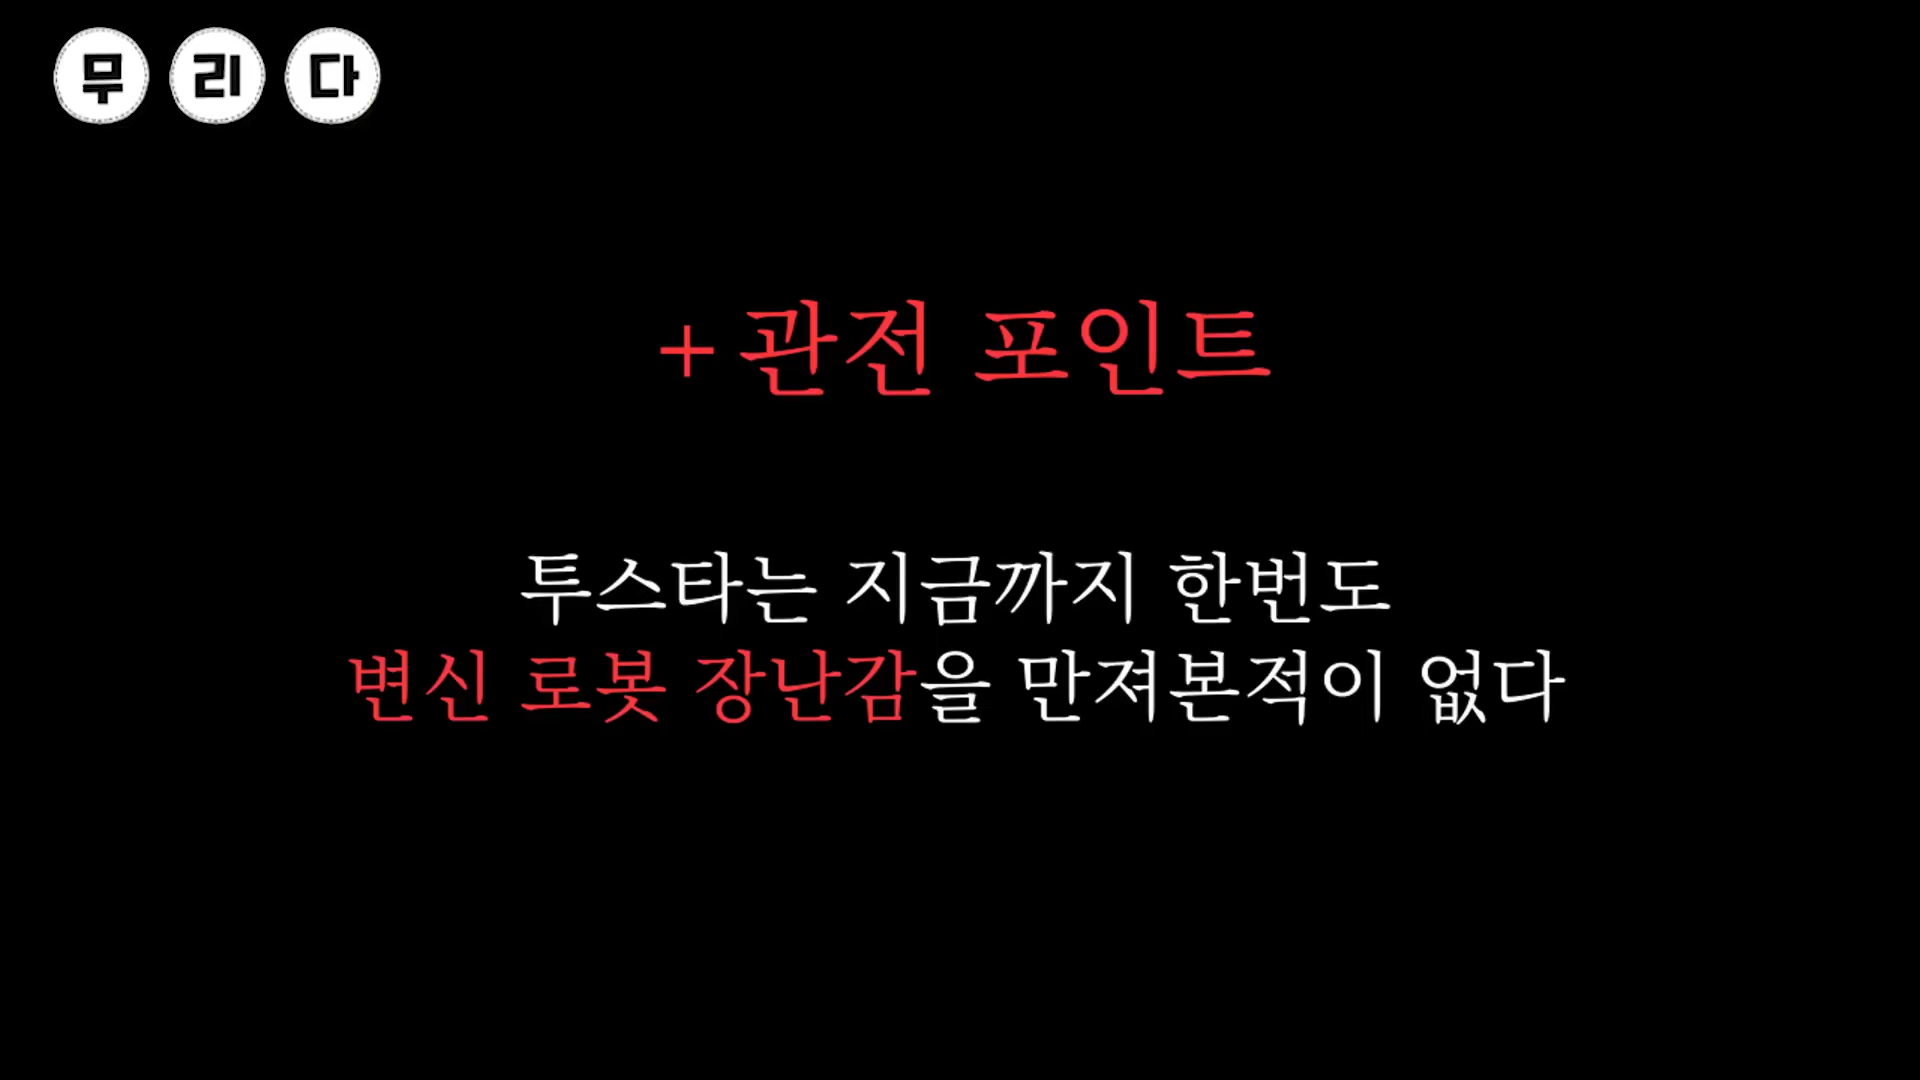 무리다
+ 관전 포인트
투스타는 지금까지 한번도
변신 로봇 장난감을 만져본적이 없다